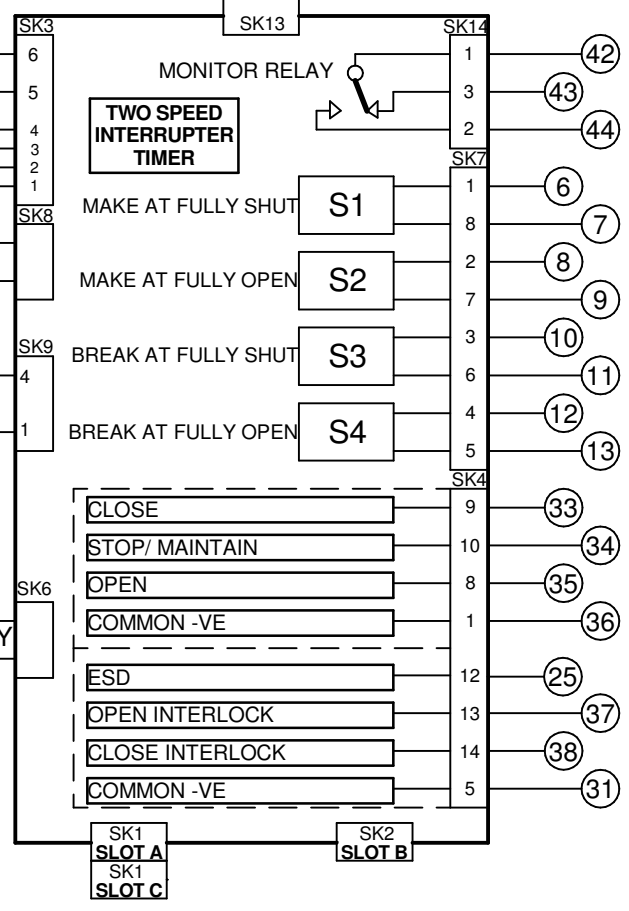 SK3
SK13
SK14
6
MONITOR RELAY
1
42
5
3
43
TWO SPEED
INTERRUPTER
TIMER
4
3
2
1
2
44
SK7
MAKE AT FULLY SHUT
S1
1
6
8
7
SK8
MAKE AT FULLY OPEN
S2
2
8
7
9
SK9
4
1
BREAK AT FULLY SHUT
S3
3
10
6
11
BREAK AT FULLY OPEN
S4
4
12
5
13
SK4
CLOSE
9
33
STOP/ MAINTAIN
10
34
OPEN
8
35
SK6
COMMON -VE
1
36
Y
ESD
12
25
OPEN INTERLOCK
13
37
CLOSE INTERLOCK
14
38
COMMON -VE
5
31
SK1
SLOT A
SK1
SLOT C
SK2
SLOT B